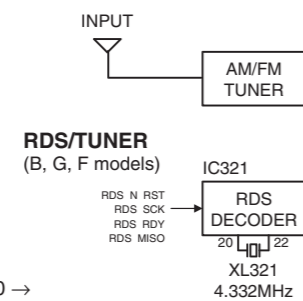 INPUT
AM/FM
TUNER
RDS/TUNER
(B, G, F models)
IC321
RDS N RST
RDS SCK
RDS RDY
RDS MISO
RDS
DECODER
20 22
XL321
4.332MHz
0 →